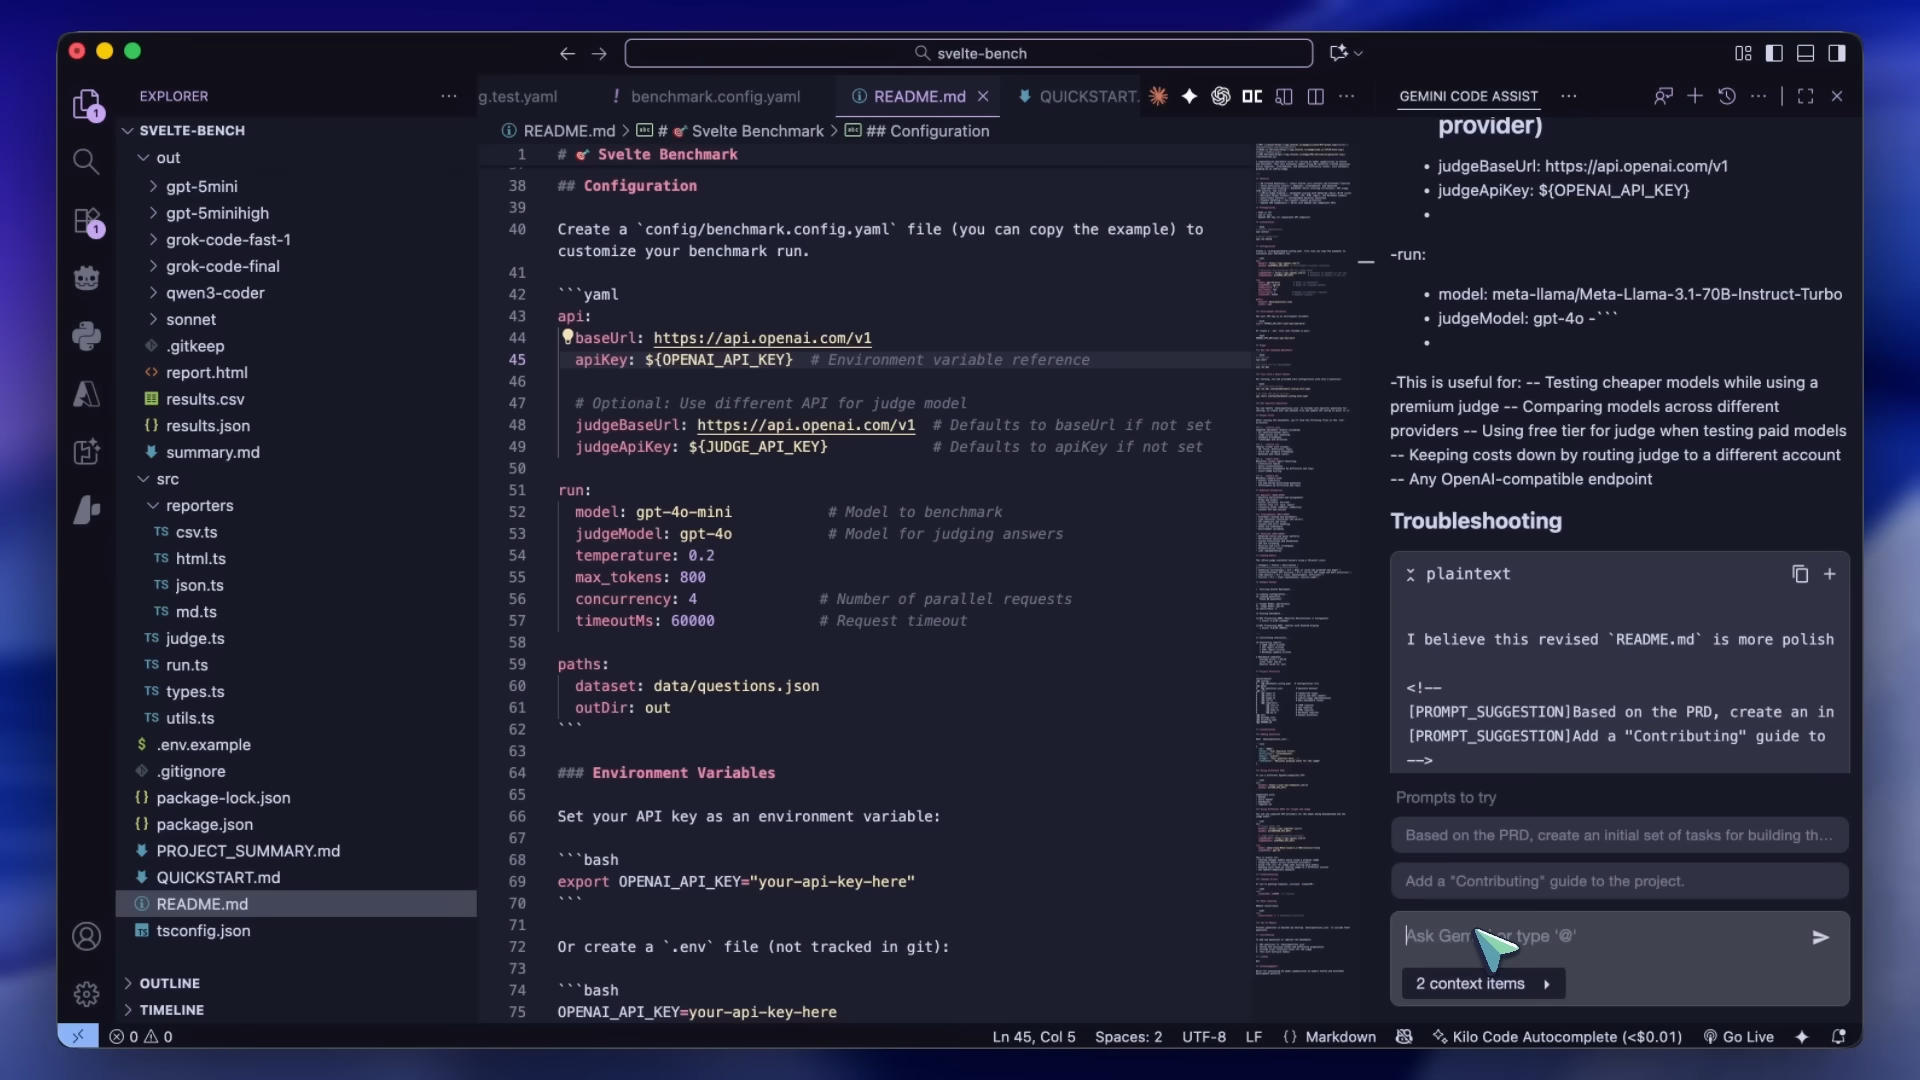 svelte-bench
EXPLORER
SVELTE-BENCH
out
gpt-5mini
gpt-5minihigh
grok-code-fast-1
grok-code-final
qwen3-coder
sonnet
.gitkeep
report.html
results.csv
results.json
summary.md
src
reporters
TS csv.ts
TS html.ts
TS json.ts
TS md.ts
TS judge.ts
TS run.ts
TS types.ts
TS utils.ts
$ .env.example
.gitignore
{} package-lock.json
{} package.json
PROJECT_SUMMARY.md
QUICKSTART.md
README.md
tsconfig.json
OUTLINE
TIMELINE
g.test.yaml
! benchmark.config.yaml
README.md
QUICKSTART.
README.md > # Svelte Benchmark > ## Configuration
1 # Svelte Benchmark
38 ## Configuration
39
40 Create a `config/benchmark.config.yaml` file (you can copy the example) to
customize your benchmark run.
41
42 ```yaml
43 api:
44 baseUrl: https://api.openai.com/v1
45 apiKey: ${OPENAI_API_KEY} # Environment variable reference
46
47 # Optional: Use different API for judge model
48 judgeBaseUrl: https://api.openai.com/v1 # Defaults to baseUrl if not set
49 judgeApiKey: ${JUDGE_API_KEY} # Defaults to apiKey if not set
50
51 run:
52 model: gpt-4o-mini # Model to benchmark
53 judgeModel: gpt-4o # Model for judging answers
54 temperature: 0.2
55 max_tokens: 800
56 concurrency: 4 # Number of parallel requests
57 timeoutMs: 60000 # Request timeout
58
59 paths:
60 dataset: data/questions.json
61 outDir: out
62 ```
63
64 ### Environment Variables
65
66 Set your API key as an environment variable:
67
68 ```bash
69 export OPENAI_API_KEY="your-api-key-here"
70 ```
71
72 Or create a `.env` file (not tracked in git):
73
74 ```bash
75 OPENAI_API_KEY=your-api-key-here
GEMINI CODE ASSIST
provider)
• judgeBaseUrl: https://api.openai.com/v1
• judgeApiKey: ${OPENAI_API_KEY}
•
-run:
• model: meta-llama/Meta-Llama-3.1-70B-Instruct-Turbo
• judgeModel: gpt-4o -```
•
-This is useful for: -- Testing cheaper models while using a
premium judge -- Comparing models across different
providers -- Using free tier for judge when testing paid models
-- Keeping costs down by routing judge to a different account
-- Any OpenAI-compatible endpoint
Troubleshooting
plaintext
I believe this revised `README.md` is more polish
<!--
[PROMPT_SUGGESTION]Based on the PRD, create an in
[PROMPT_SUGGESTION]Add a "Contributing" guide to
-->
Prompts to try
Based on the PRD, create an initial set of tasks for building th...
Add a "Contributing" guide to the project.
Ask Gem or type '@'
2 context items
0 0
Ln 45, Col 5
Spaces: 2
UTF-8
LF
{} Markdown
Kilo Code Autocomplete (<$0.01)
Go Live